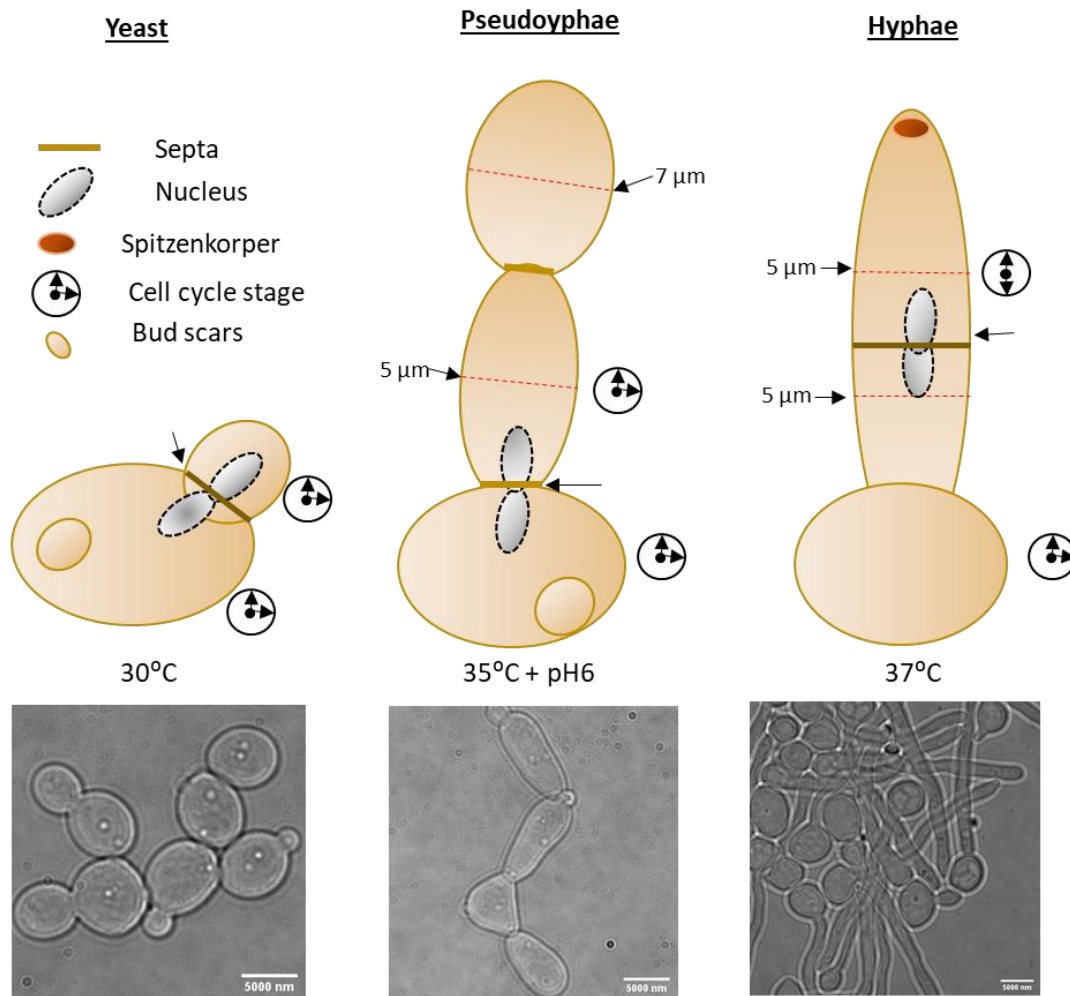 Yeast
Pseudoyphae
Hyphae
Septa
Nucleus
Spitzenkorper
Cell cycle stage
Bud scars
7 µm
5 µm
5 µm
5 µm
30°C
35°C + pH6
37°C
5000 nm
5000 nm
5000 nm